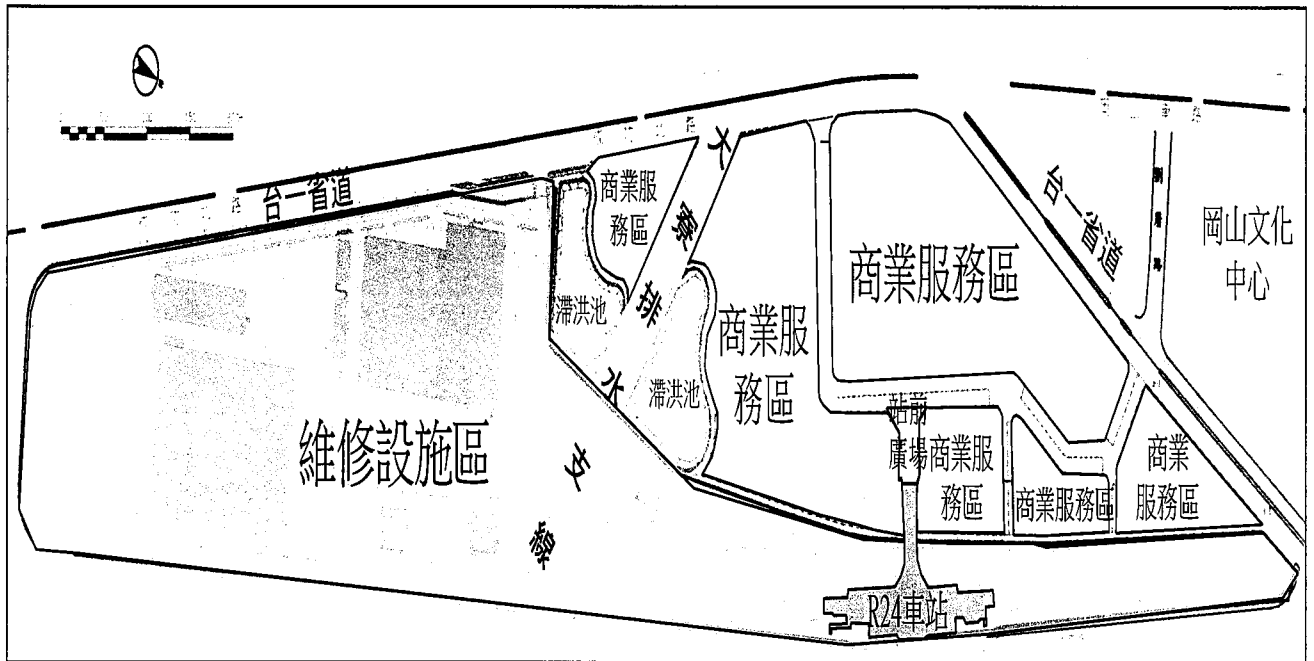 台一省道
商業服
務區
大
寮
排
水
支
線
滯洪池
滯洪池
商業服
務區
商業服務區
台一省道
岡山文化
中心
維修設施區
站前
廣場
商業服
務區
商業服務區
商業
服務區
R24車站